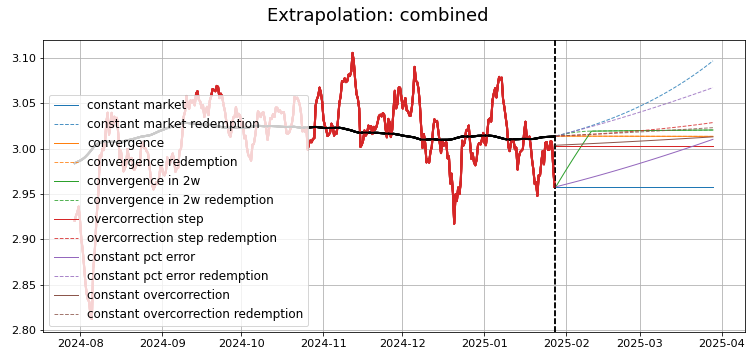 Extrapolation: combined
3.10
3.05
3.00
2.95
2.90
2.85
2.80
constant market
constant market redemption
convergence
convergence redemption
convergence in 2w
convergence in 2w redemption
overcorrection step
overcorrection step redemption
constant pct error
constant pct error redemption
constant overcorrection
constant overcorrection redemption
2024-08 2024-09 2024-10 2024-11 2024-12 2025-01 2025-02 2025-03 2025-04